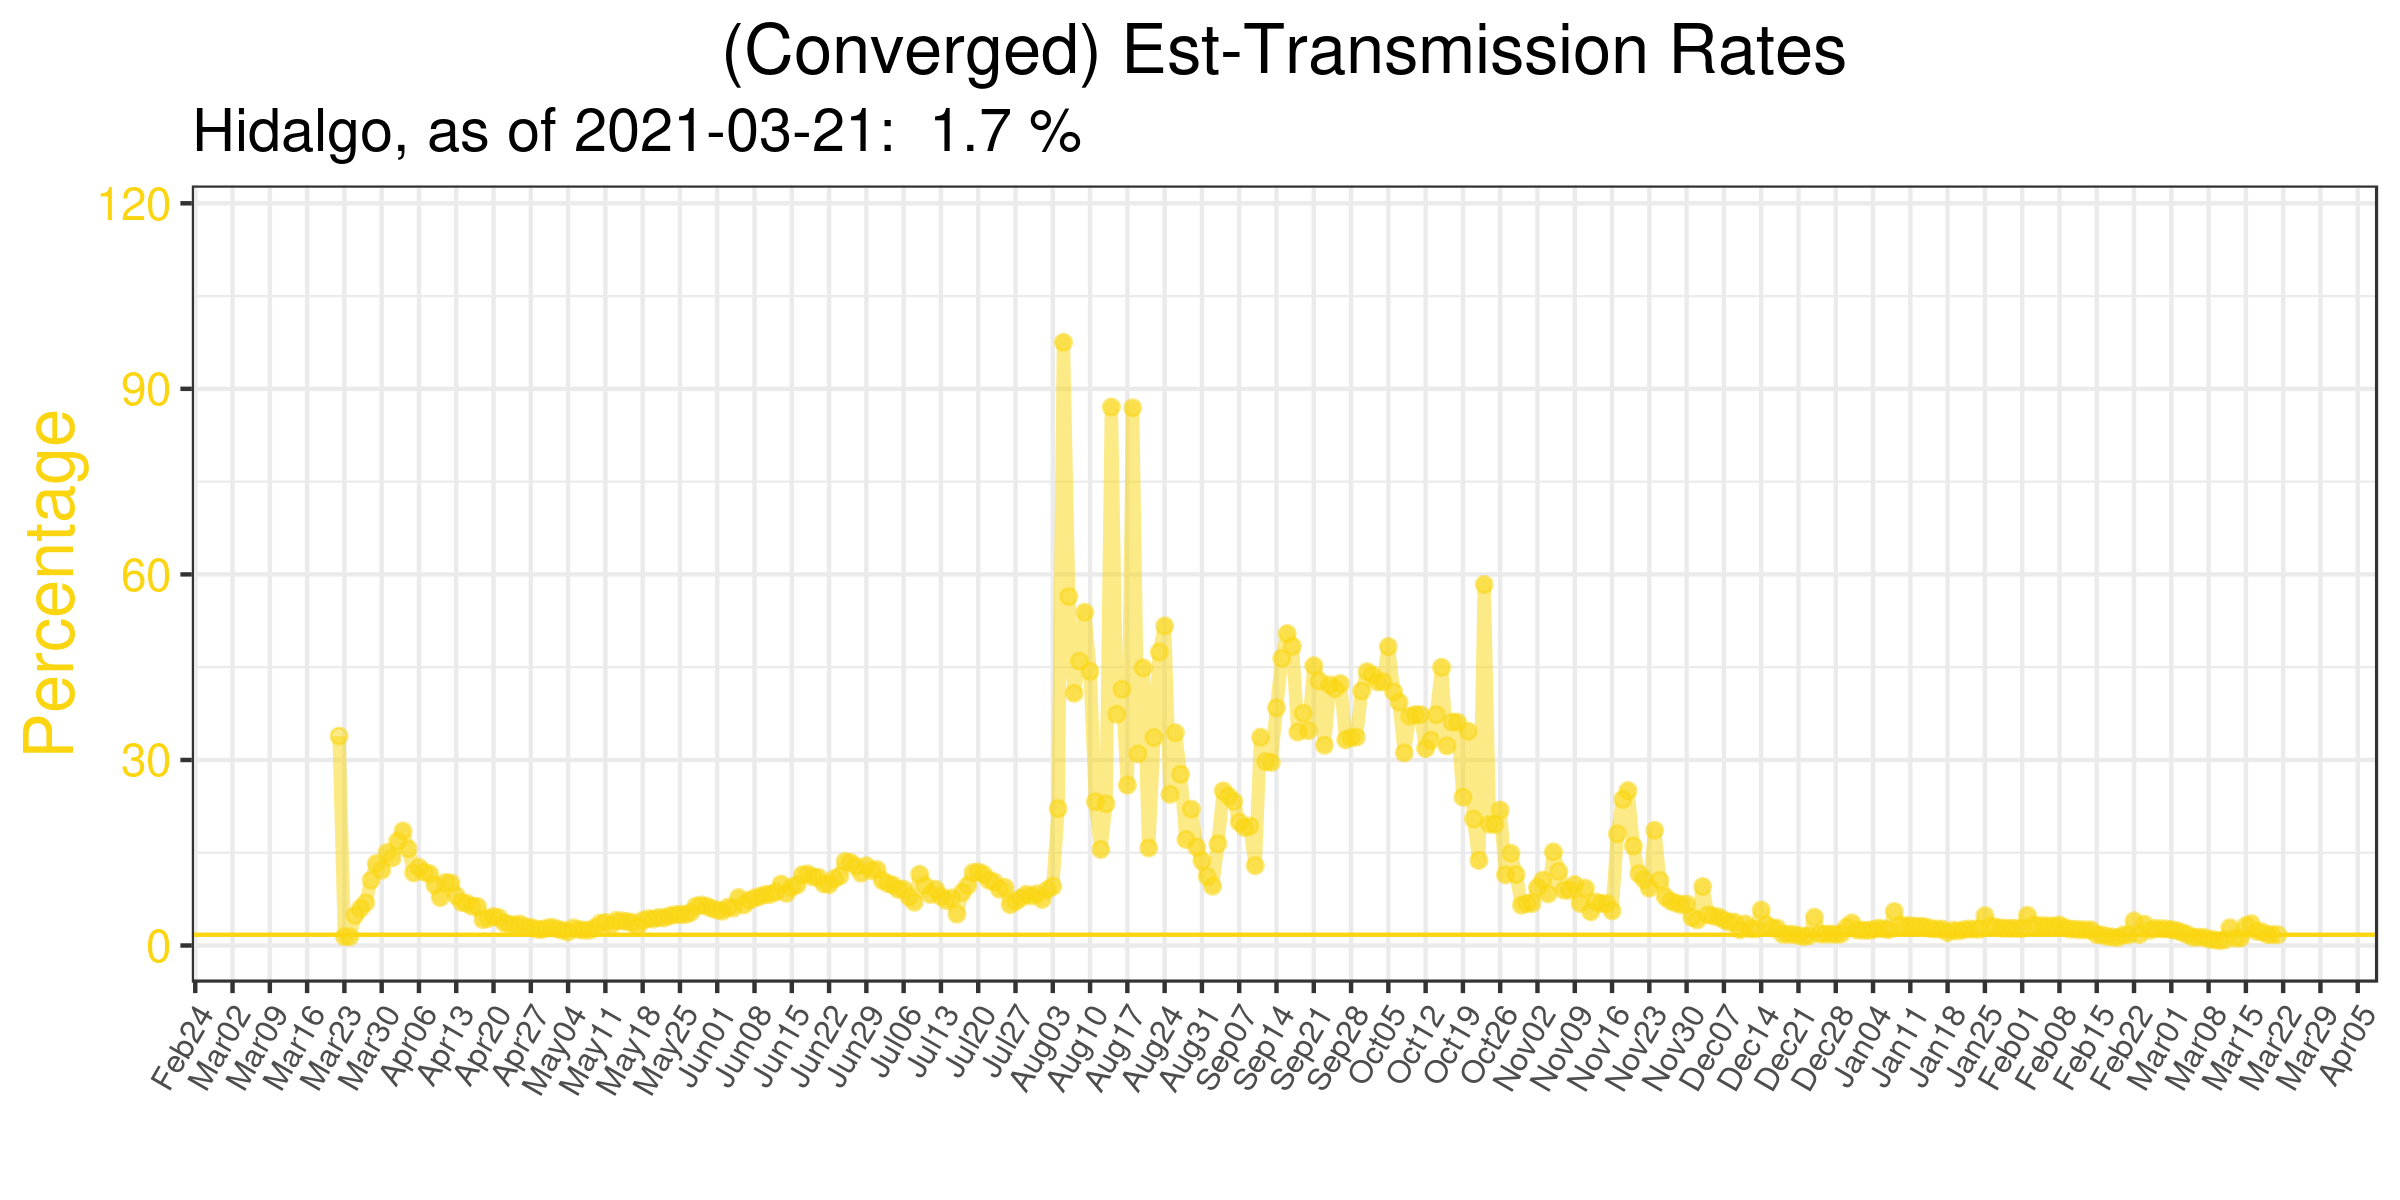 (Converged) Est-Transmission Rates
Hidalgo, as of 2021-03-21:  1.7 %
Percentage
120
90
60
30
0
Feb24
Mar02
Mar09
Mar16
Mar23
Mar30
Apr06
Apr13
Apr20
Apr27
May04
May11
May18
May25
Jun01
Jun08
Jun15
Jun22
Jun29
Jul06
Jul13
Jul20
Jul27
Aug03
Aug10
Aug17
Aug24
Aug31
Sep07
Sep14
Sep21
Sep28
Oct05
Oct12
Oct19
Oct26
Nov02
Nov09
Nov16
Nov23
Nov30
Dec07
Dec14
Dec21
Dec28
Jan04
Jan11
Jan18
Jan25
Feb01
Feb08
Feb15
Feb22
Mar01
Mar08
Mar15
Mar22
Mar29
Apr05